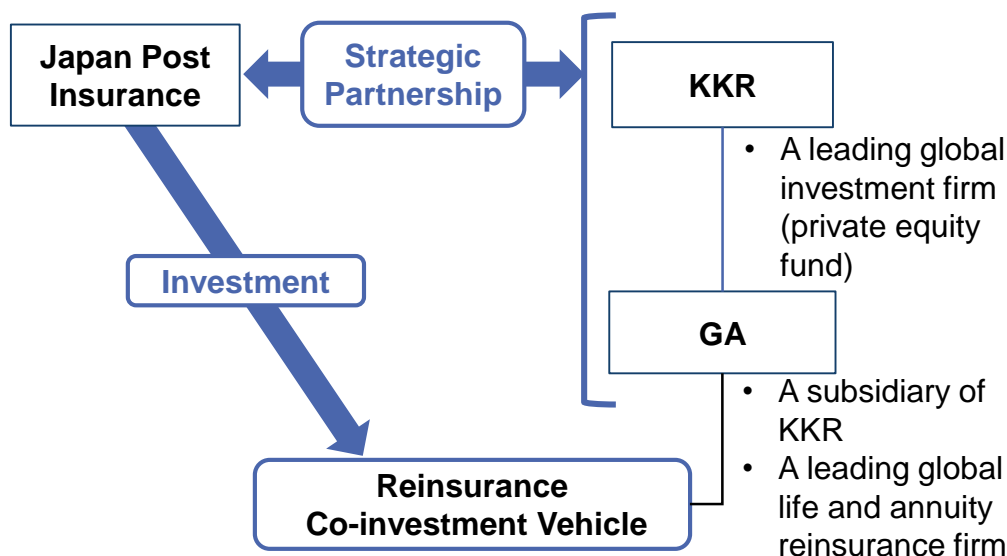 Japan Post
Insurance
Strategic
Partnership
KKR
• A leading global
investment firm
(private equity
fund)
Investment
GA
• A subsidiary of
KKR
• A leading global
life and annuity
reinsurance firm
Reinsurance
Co-investment Vehicle